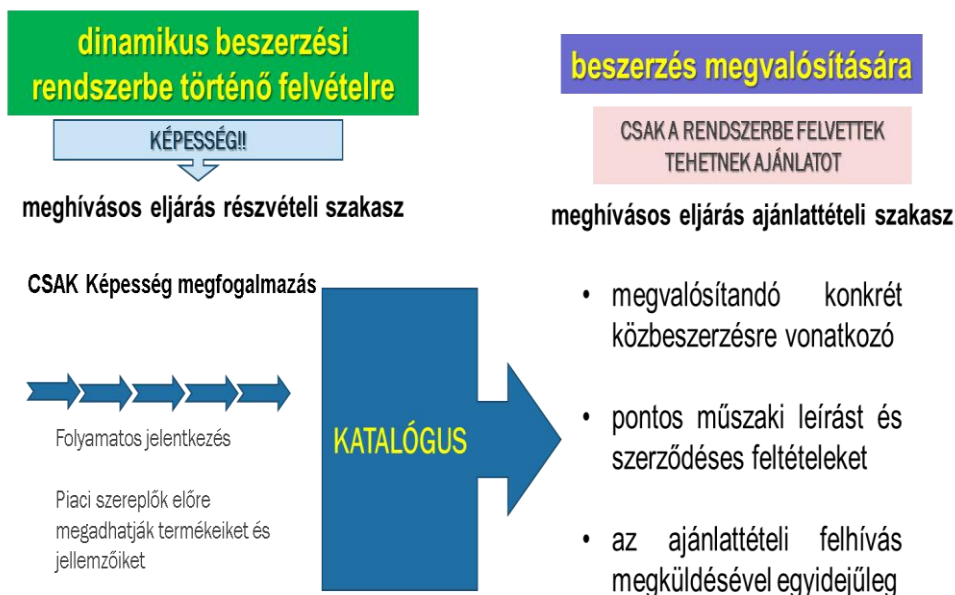 dinamikus beszerzési
rendszerbe történő felvételre
KÉPESSÉG!!
meghívásos eljárás részvételi szakasz
CSAK Képesség megfogalmazás
Folyamatos jelentkezés
Piaci szereplők előre
megadhatják termékeiket és
jellemzőiket
KATALÓGUS
beszerzés megvalósítására
CSAK A RENDSZERBE FELVETTEK
TEHETNEK AJÁNLATOT
meghívásos eljárás ajánlattételi szakasz
• megvalósítandó konkrét
közbeszerzésre vonatkozó
• pontos műszaki leírást és
szerződéses feltételeket
• az ajánlattételi felhívás
megküldésével egyidejűleg